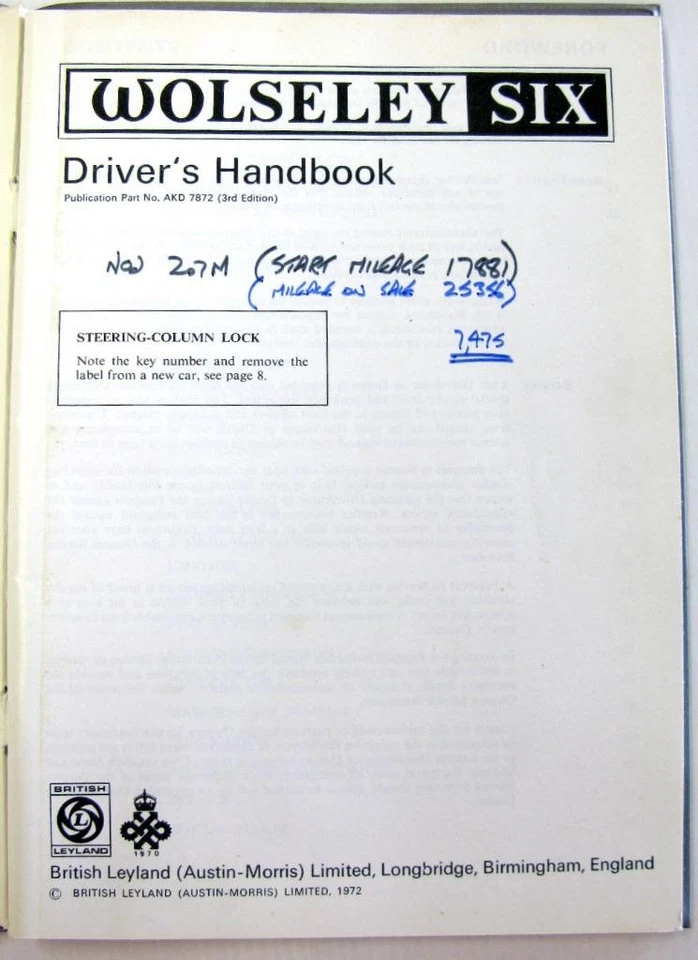 WOLSELEY SIX
Driver's Handbook
Publication Part No. AKD 7872 (3rd Edition)
(START MILEAGE 17881)
(MILEAGE ON SALE 25356)
7,475
STEERING-COLUMN LOCK
Note the key number and remove the
label from a new car, see page 8.
BRITISH
L
LEYLAND
1970
British Leyland (Austin-Morris) Limited, Longbridge, Birmingham, England
© BRITISH LEYLAND (AUSTIN-MORRIS) LIMITED, 1972